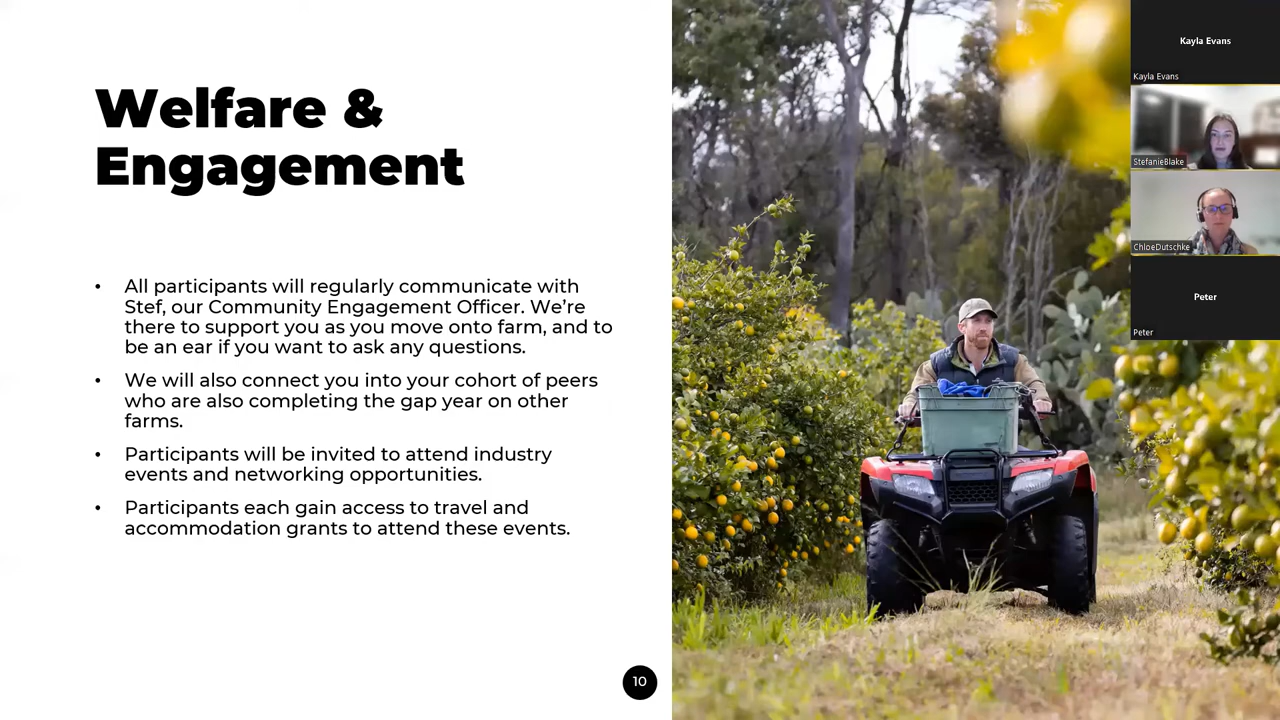 Welfare &
Engagement
• All participants will regularly communicate with
Stef, our Community Engagement Officer. We’re
there to support you as you move onto farm, and to
be an ear if you want to ask any questions.
• We will also connect you into your cohort of peers
who are also completing the gap year on other
farms.
• Participants will be invited to attend industry
events and networking opportunities.
• Participants each gain access to travel and
accommodation grants to attend these events.
10
Kayla Evans
Kayla Evans
StefanieBlake
ChloeDutschke
Peter
Peter